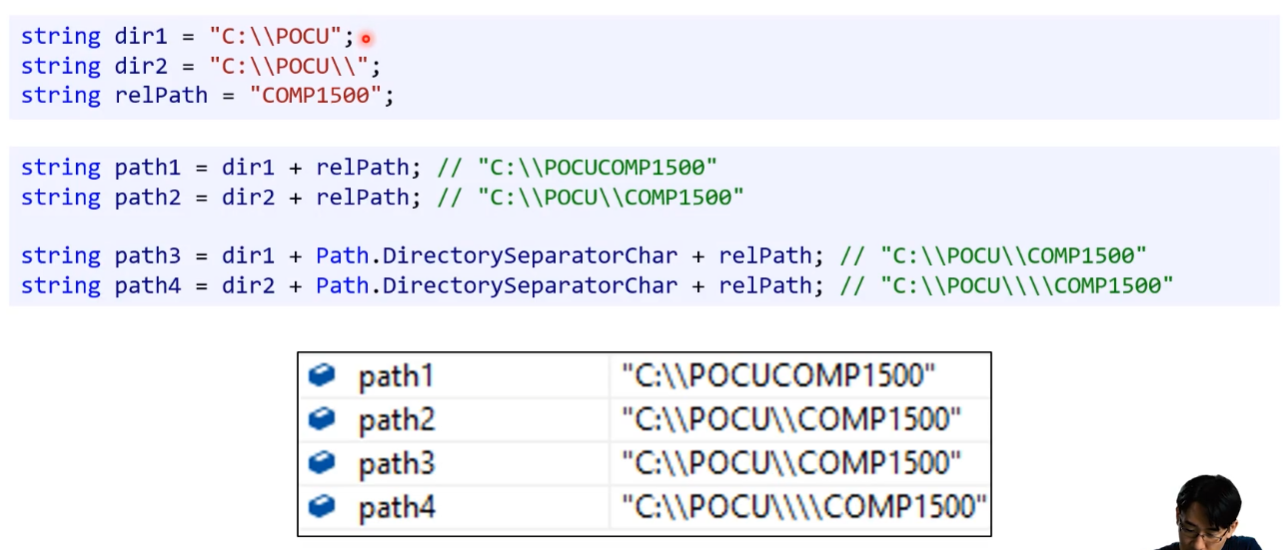 string dir1 = "C:\\POCU";
string dir2 = "C:\\POCU\\";
string relPath = "COMP1500";
string path1 = dir1 + relPath; // "C:\\POCUCOMP1500"
string path2 = dir2 + relPath; // "C:\\POCU\\COMP1500"
string path3 = dir1 + Path.DirectorySeparatorChar + relPath; // "C:\\POCU\\COMP1500"
string path4 = dir2 + Path.DirectorySeparatorChar + relPath; // "C:\\POCU\\\\COMP1500"
path1 "C:\\POCUCOMP1500"
path2 "C:\\POCU\\COMP1500"
path3 "C:\\POCU\\COMP1500"
path4 "C:\\POCU\\\\COMP1500"